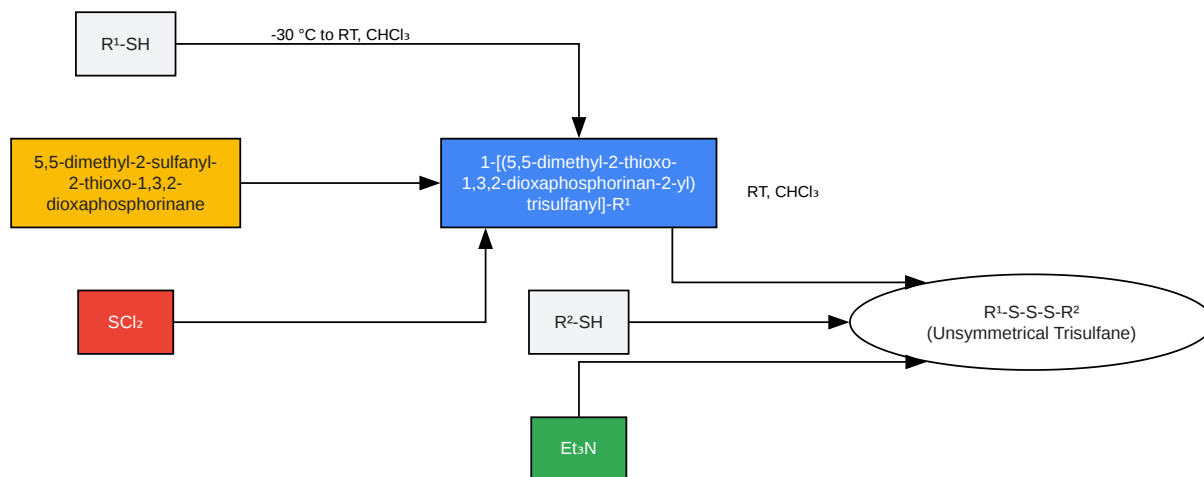 R¹-SH
-30 °C to RT, CHCl₃
5,5-dimethyl-2-sulfanyl-
2-thioxo-1,3,2-
dioxaphosphorinane
1-[(5,5-dimethyl-2-thioxo-
1,3,2-dioxaphosphorinan-2-yl)
trisulfanyl]-R¹
RT, CHCl₃
SCl₂
R²-SH
R¹-S-S-S-R²
(Unsymmetrical Trisulfane)
Et₃N